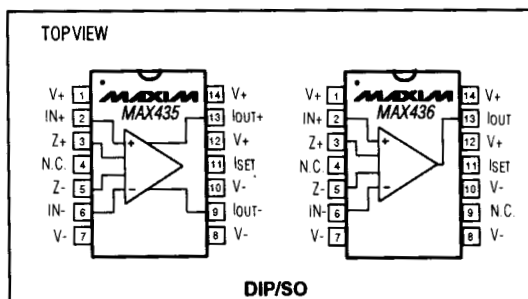 TOP VIEW
V+ 1 14 V+
IN+ 2 13 IOUT+
Z+ 3 12 V+
N.C. 4 11 ISET
Z- 5 10 V-
IN- 6 9 IOUT-
V- 7 8 V-
MAXIM
MAX435
+
-
V+ 1 14 V+
IN+ 2 13 IOUT
Z+ 3 12 V+
N.C. 4 11 ISET
Z- 5 10 V-
IN- 6 9 N.C.
V- 7 8 V-
MAXIM
MAX436
+
-
DIP/SO